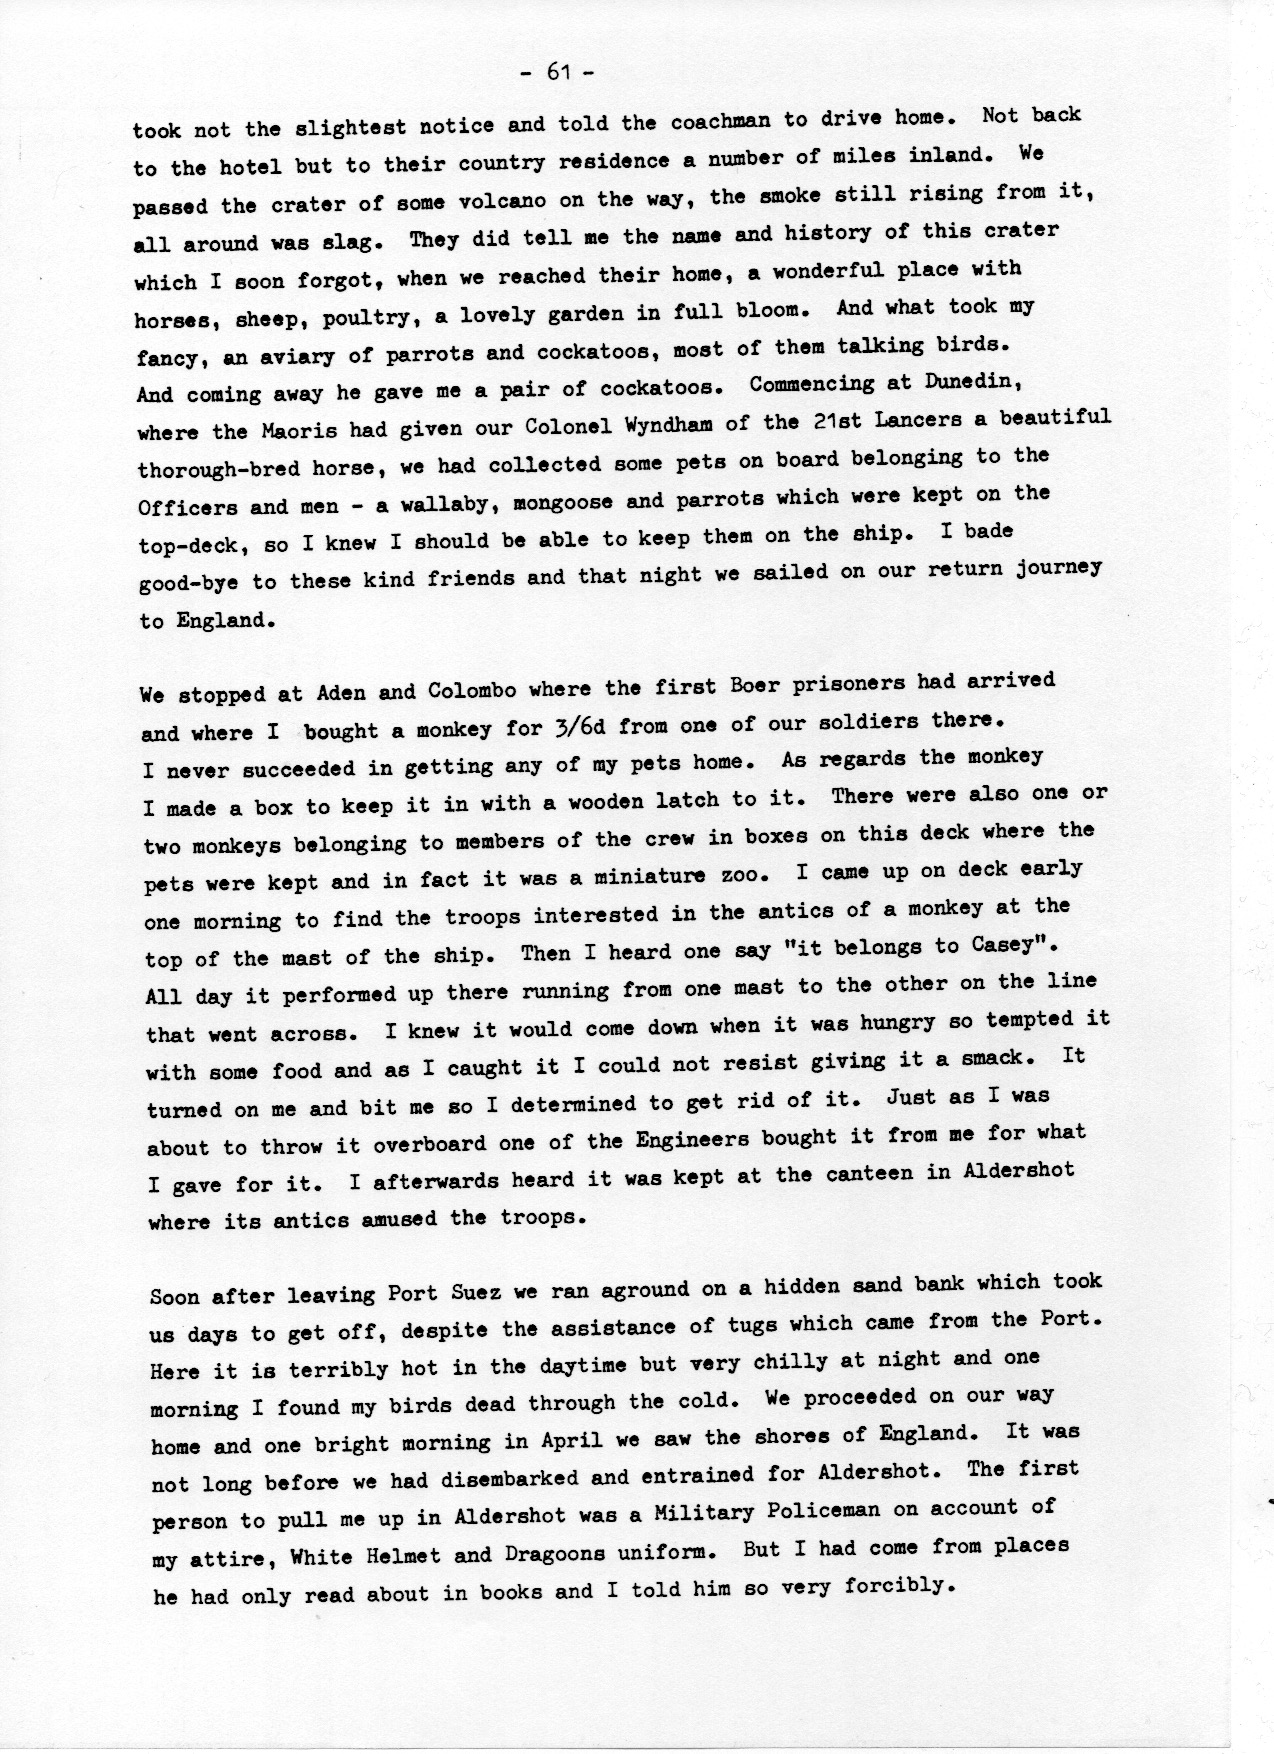 - 61 -
took not the slightest notice and told the coachman to drive home. Not back
to the hotel but to their country residence a number of miles inland. We
passed the crater of some volcano on the way, the smoke still rising from it,
all around was slag. They did tell me the name and history of this crater
which I soon forgot, when we reached their home, a wonderful place with
horses, sheep, poultry, a lovely garden in full bloom. And what took my
fancy, an aviary of parrots and cockatoos, most of them talking birds.
And coming away he gave me a pair of cockatoos. Commencing at Dunedin,
where the Maoris had given our Colonel Wyndham of the 21st Lancers a beautiful
thorough-bred horse, we had collected some pets on board belonging to the
Officers and men - a wallaby, mongoose and parrots which were kept on the
top-deck, so I knew I should be able to keep them on the ship. I bade
good-bye to these kind friends and that night we sailed on our return journey
to England.
We stopped at Aden and Colombo where the first Boer prisoners had arrived
and where I bought a monkey for 3/6d from one of our soldiers there.
I never succeeded in getting any of my pets home. As regards the monkey
I made a box to keep it in with a wooden latch to it. There were also one or
two monkeys belonging to members of the crew in boxes on this deck where the
pets were kept and in fact it was a miniature zoo. I came up on deck early
one morning to find the troops interested in the antics of a monkey at the
top of the mast of the ship. Then I heard one say "it belongs to Casey".
All day it performed up there running from one mast to the other on the line
that went across. I knew it would come down when it was hungry so tempted it
with some food and as I caught it I could not resist giving it a smack. It
turned on me and bit me so I determined to get rid of it. Just as I was
about to throw it overboard one of the Engineers bought it from me for what
I gave for it. I afterwards heard it was kept at the canteen in Aldershot
where its antics amused the troops.
Soon after leaving Port Suez we ran aground on a hidden sand bank which took
us days to get off, despite the assistance of tugs which came from the Port.
Here it is terribly hot in the daytime but very chilly at night and one
morning I found my birds dead through the cold. We proceeded on our way
home and one bright morning in April we saw the shores of England. It was
not long before we had disembarked and entrained for Aldershot. The first
person to pull me up in Aldershot was a Military Policeman on account of
my attire, White Helmet and Dragoons uniform. But I had come from places
he had only read about in books and I told him so very forcibly.